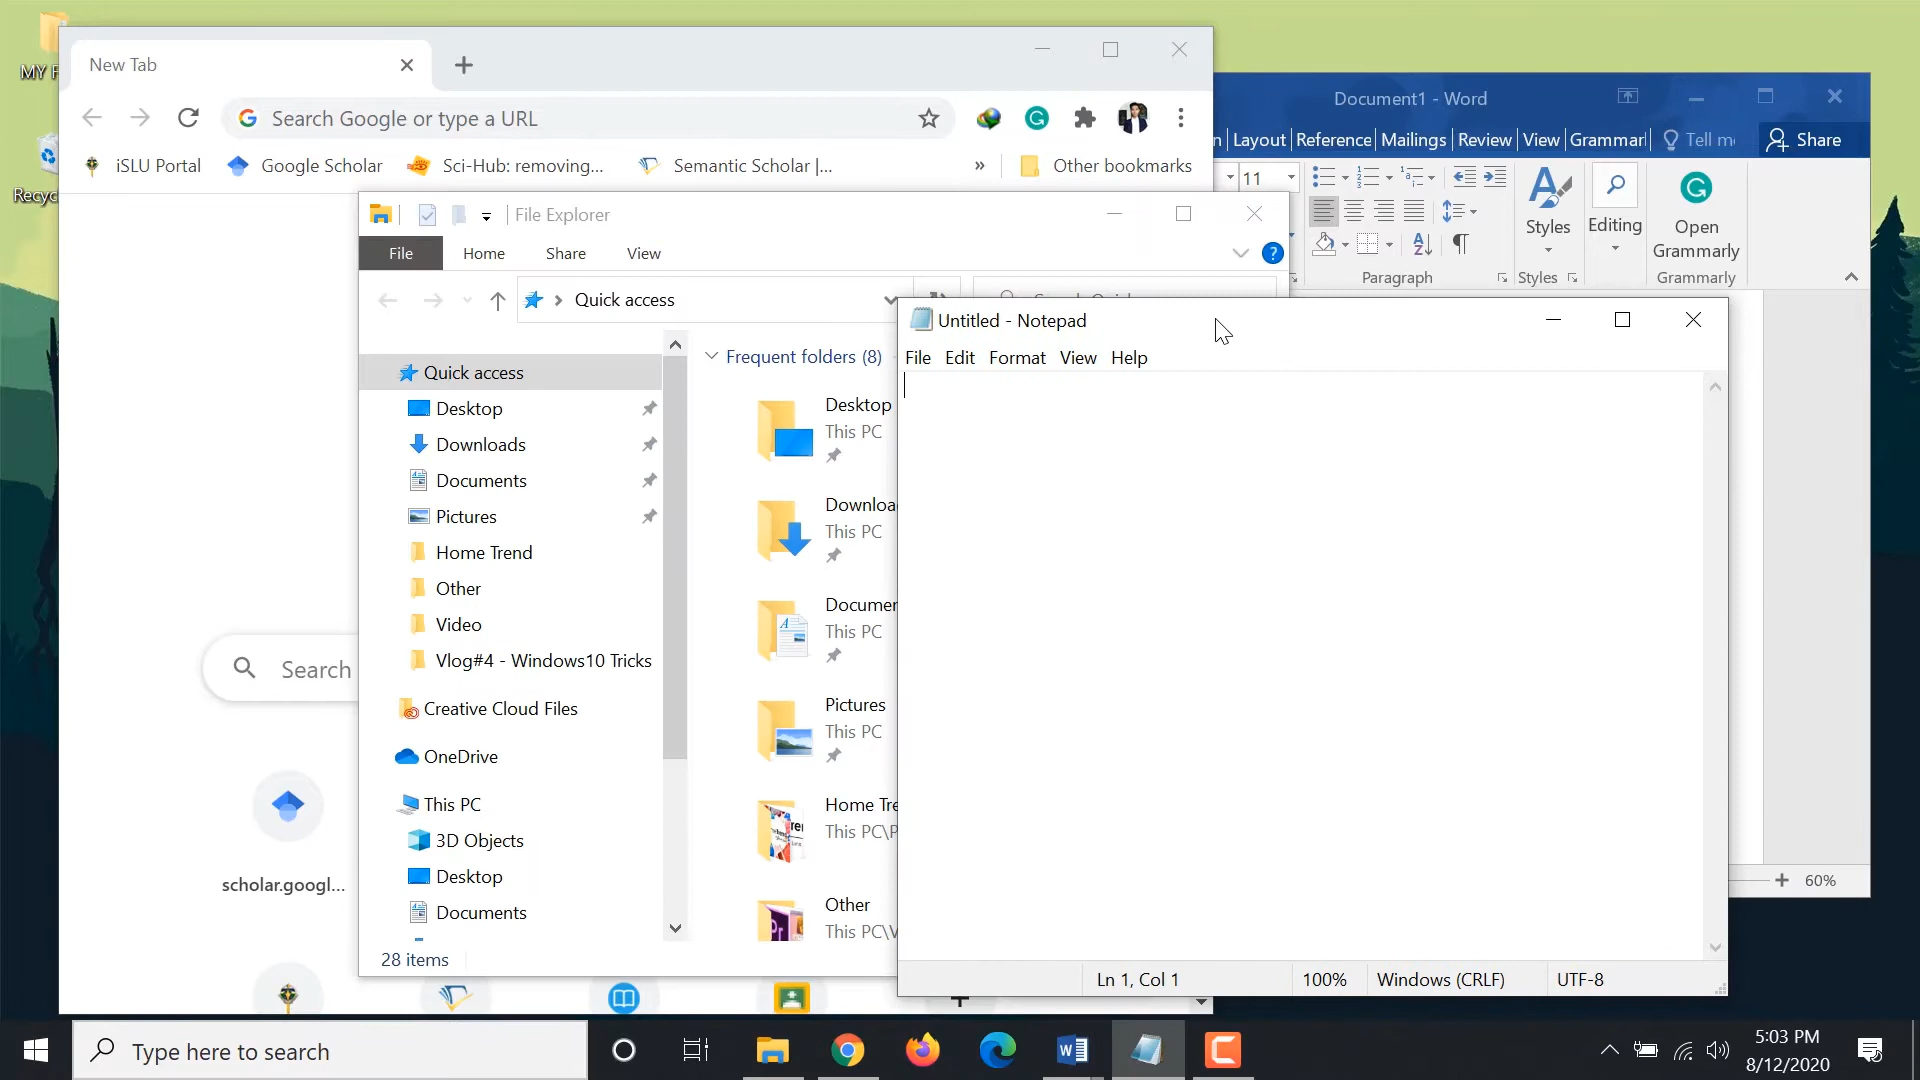 MY F
Recyc
New Tab
Search Google or type a URL
iSLU Portal
Google Scholar
Sci-Hub: removing...
Semantic Scholar |...
»
Other bookmarks
Document1 - Word
Layout
Reference
Mailings
Review
View
Grammar
Tell m
Share
11
Styles
Editing
Open
Grammarly
Paragraph
Styles
Grammarly
File Explorer
File
Home
Share
View
Quick access
Quick access
Desktop
Downloads
Documents
Pictures
Home Trend
Other
Video
Vlog#4 - Windows10 Tricks
Creative Cloud Files
OneDrive
This PC
3D Objects
Desktop
Documents
28 items
Frequent folders (8)
Desktop
This PC
Downloa
This PC
Documer
This PC
Pictures
This PC
Home Tre
This PC\P
Other
This PC\V
Untitled - Notepad
File Edit Format View Help
Ln 1, Col 1
100%
Windows (CRLF)
UTF-8
Search
scholar.googl...
60%
Type here to search
5:03 PM
8/12/2020